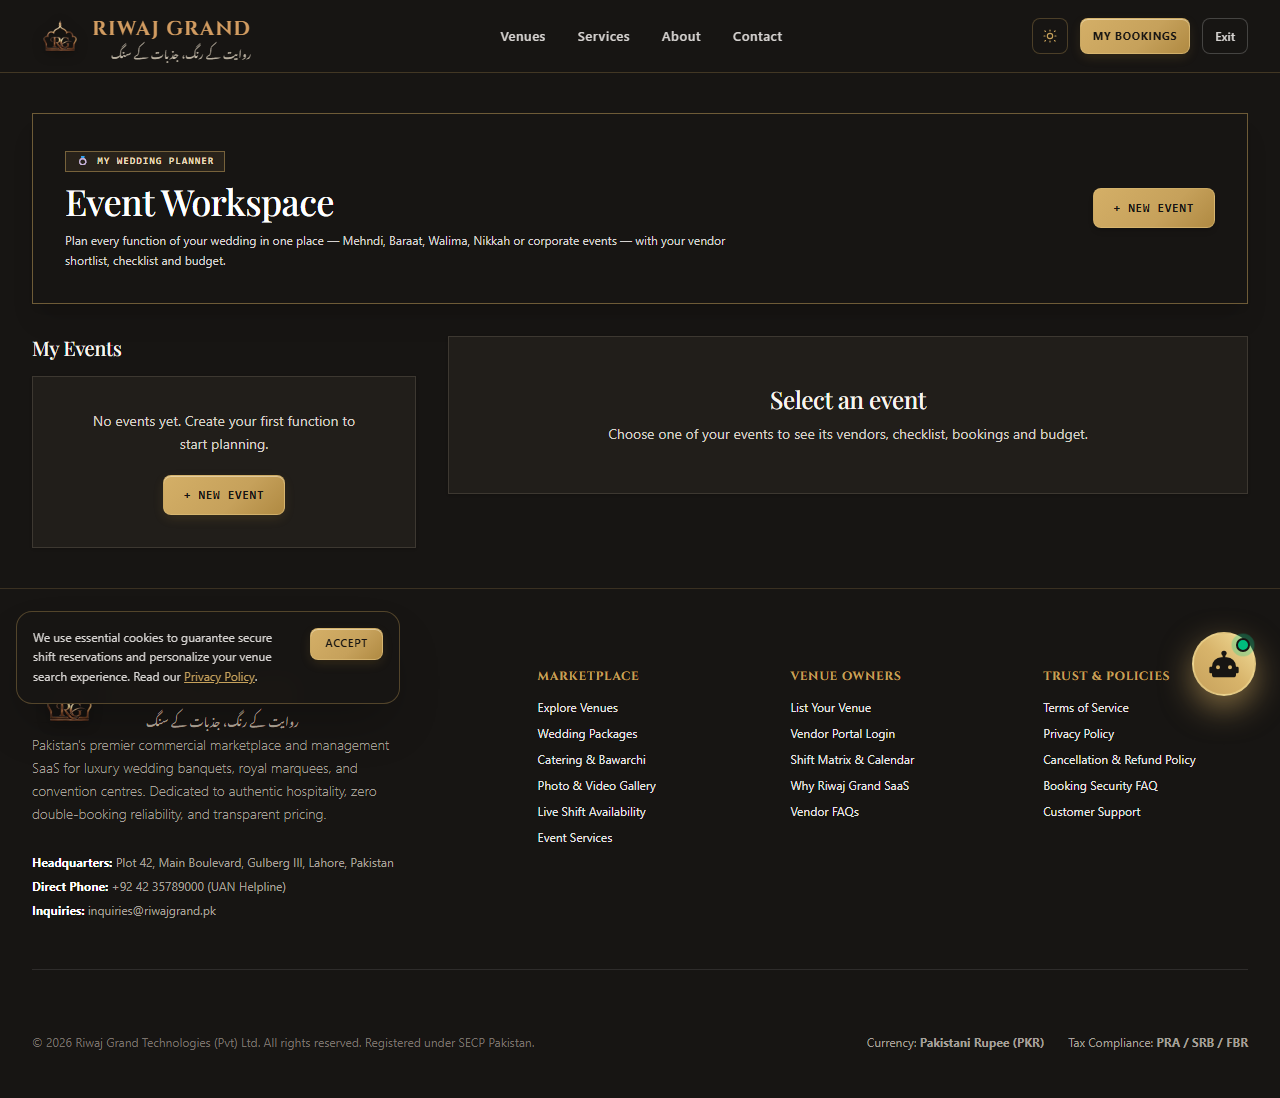 RIWAJ GRAND
روایت کے رنگ، جذبات کے سنگ
Venues
Services
About
Contact
MY BOOKINGS
Exit
MY WEDDING PLANNER
Event Workspace
Plan every function of your wedding in one place — Mehndi, Baraat, Walima, Nikkah or corporate events — with your vendor
shortlist, checklist and budget.
+ NEW EVENT
My Events
No events yet. Create your first function to
start planning.
+ NEW EVENT
Select an event
Choose one of your events to see its vendors, checklist, bookings and budget.
We use essential cookies to guarantee secure
shift reservations and personalize your venue
search experience. Read our Privacy Policy.
ACCEPT
روایت کے رنگ، جذبات کے سنگ
Pakistan's premier commercial marketplace and management
SaaS for luxury wedding banquets, royal marquees, and
convention centres. Dedicated to authentic hospitality, zero
double-booking reliability, and transparent pricing.
Headquarters: Plot 42, Main Boulevard, Gulberg III, Lahore, Pakistan
Direct Phone: +92 42 35789000 (UAN Helpline)
Inquiries: inquiries@riwajgrand.pk
MARKETPLACE
Explore Venues
Wedding Packages
Catering & Bawarchi
Photo & Video Gallery
Live Shift Availability
Event Services
VENUE OWNERS
List Your Venue
Vendor Portal Login
Shift Matrix & Calendar
Why Riwaj Grand SaaS
Vendor FAQs
TRUST & POLICIES
Terms of Service
Privacy Policy
Cancellation & Refund Policy
Booking Security FAQ
Customer Support
© 2026 Riwaj Grand Technologies (Pvt) Ltd. All rights reserved. Registered under SECP Pakistan.
Currency: Pakistani Rupee (PKR)
Tax Compliance: PRA / SRB / FBR